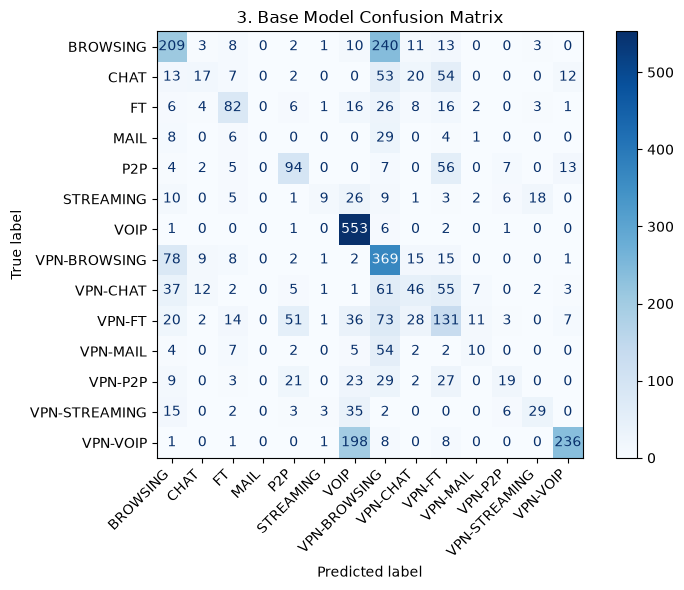 3. Base Model Confusion Matrix
BROWSING 209 3 8 0 2 1 10 240 11 13 0 0 3 0
CHAT 13 17 7 0 2 0 0 53 20 54 0 0 0 12
FT 6 4 82 0 6 1 16 26 8 16 2 0 3 1
MAIL 8 0 6 0 0 0 0 29 0 4 1 0 0 0
P2P 4 2 5 0 94 0 0 7 0 56 0 7 0 13
STREAMING 10 0 5 0 1 9 26 9 1 3 2 6 18 0
VOIP 1 0 0 0 1 0 553 6 0 2 0 1 0 0
VPN-BROWSING 78 9 8 0 2 1 2 369 15 15 0 0 0 1
VPN-CHAT 37 12 2 0 5 1 1 61 46 55 7 0 2 3
VPN-FT 20 2 14 0 51 1 36 73 28 131 11 3 0 7
VPN-MAIL 4 0 7 0 2 0 5 54 2 2 10 0 0 0
VPN-P2P 9 0 3 0 21 0 23 29 2 27 0 19 0 0
VPN-STREAMING 15 0 2 0 3 3 35 2 0 0 0 6 29 0
VPN-VOIP 1 0 1 0 0 1 198 8 0 8 0 0 0 236
BROWSING
CHAT
FT
MAIL
P2P
STREAMING
VOIP
VPN-BROWSING
VPN-CHAT
VPN-FT
VPN-MAIL
VPN-P2P
VPN-STREAMING
VPN-VOIP
Predicted label
True label
500
400
300
200
100
0